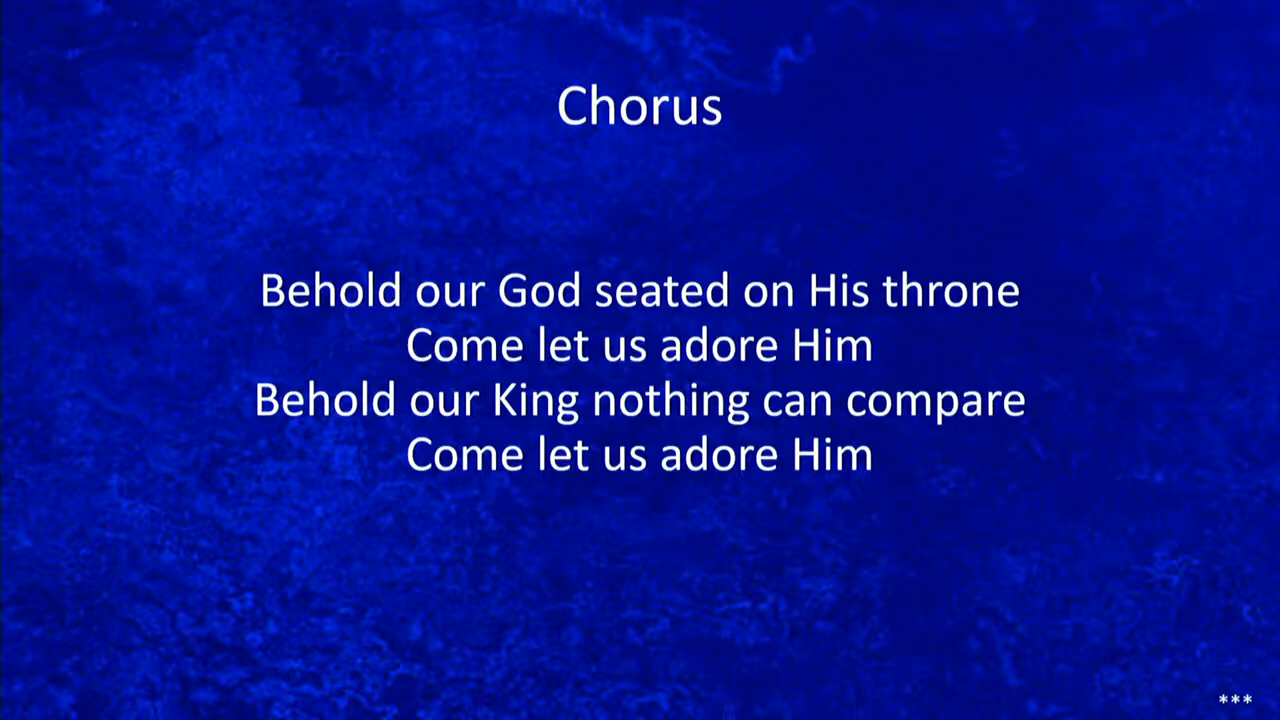 Chorus
Behold our God seated on His throne
Come let us adore Him
Behold our King nothing can compare
Come let us adore Him
***